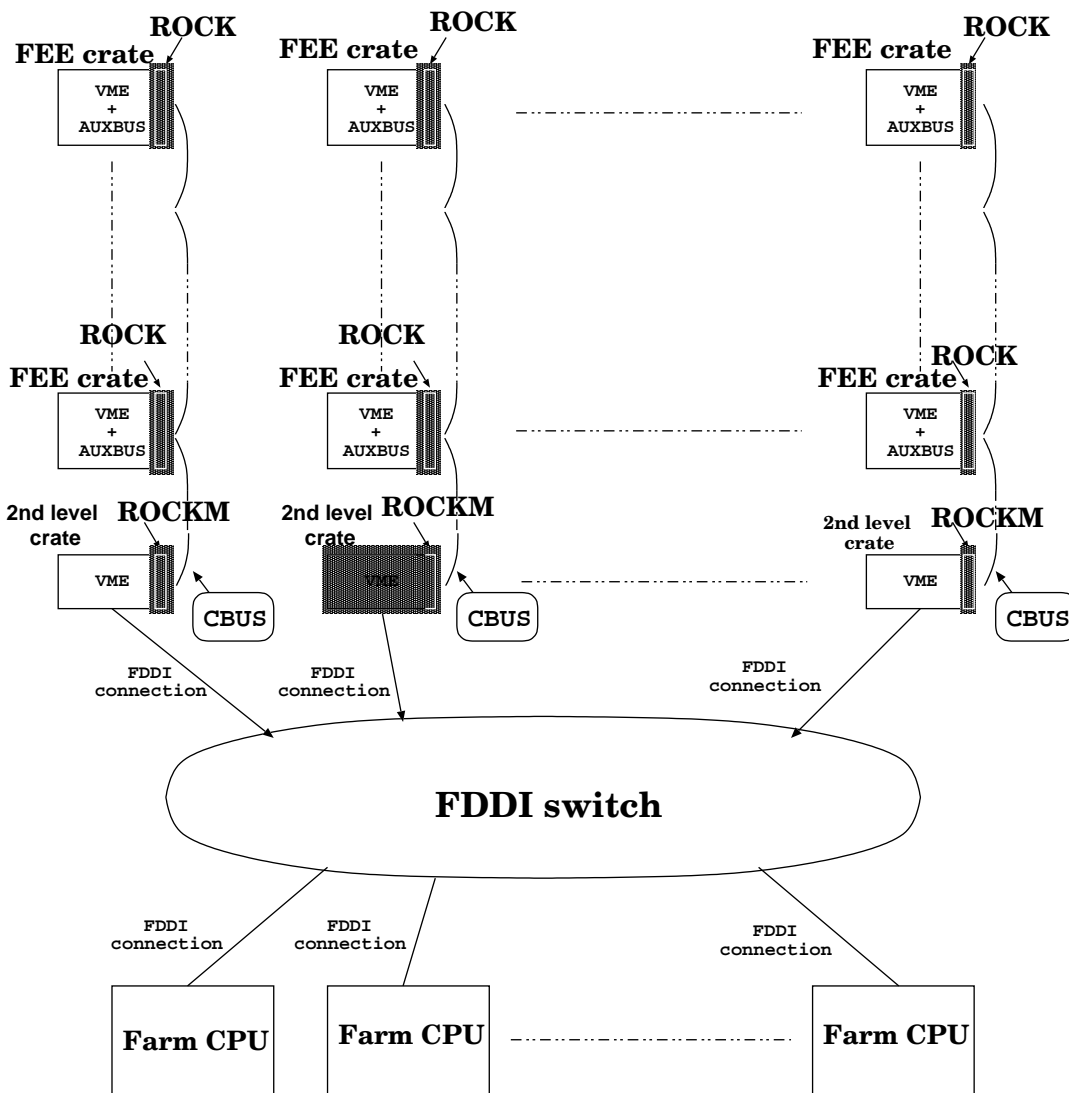 ROCK
ROCK
ROCK
FEE crate
FEE crate
FEE crate
VME
+
AUXBUS
VME
+
AUXBUS
VME
+
AUXBUS
ROCK
ROCK
ROCK
FEE crate
FEE crate
FEE crate
VME
+
AUXBUS
VME
+
AUXBUS
VME
+
AUXBUS
2nd level
crate
ROCKM
2nd level
crate
ROCKM
2nd level
crate
ROCKM
VME
VME
VME
CBUS
CBUS
CBUS
FDDI
connection
FDDI
connection
FDDI
connection
FDDI switch
FDDI
connection
FDDI
connection
FDDI
connection
Farm CPU
Farm CPU
Farm CPU